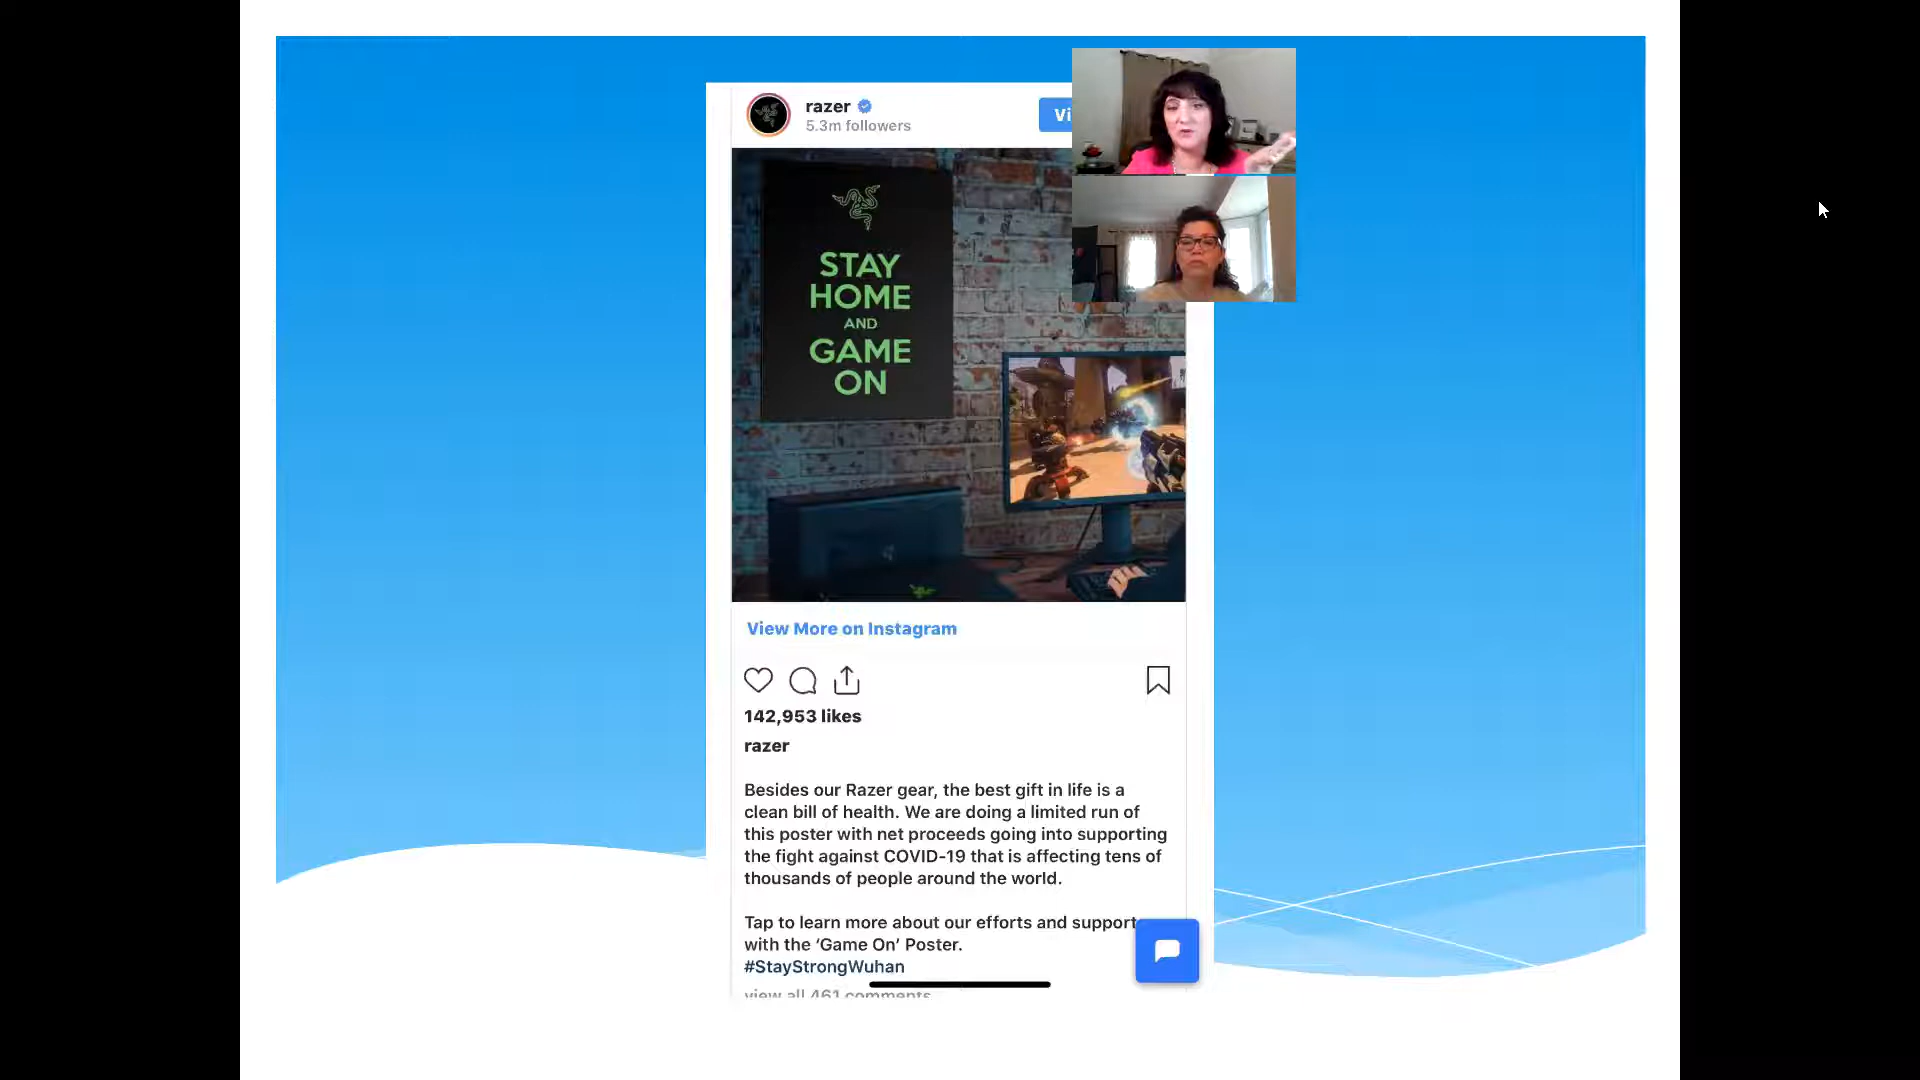 razer
5.3m followers
Vi
STAY
HOME
AND
GAME
ON
View More on Instagram
142,953 likes
razer
Besides our Razer gear, the best gift in life is a
clean bill of health. We are doing a limited run of
this poster with net proceeds going into supporting
the fight against COVID-19 that is affecting tens of
thousands of people around the world.
Tap to learn more about our efforts and support
with the ‘Game On’ Poster.
#StayStrongWuhan
view all 461 comments